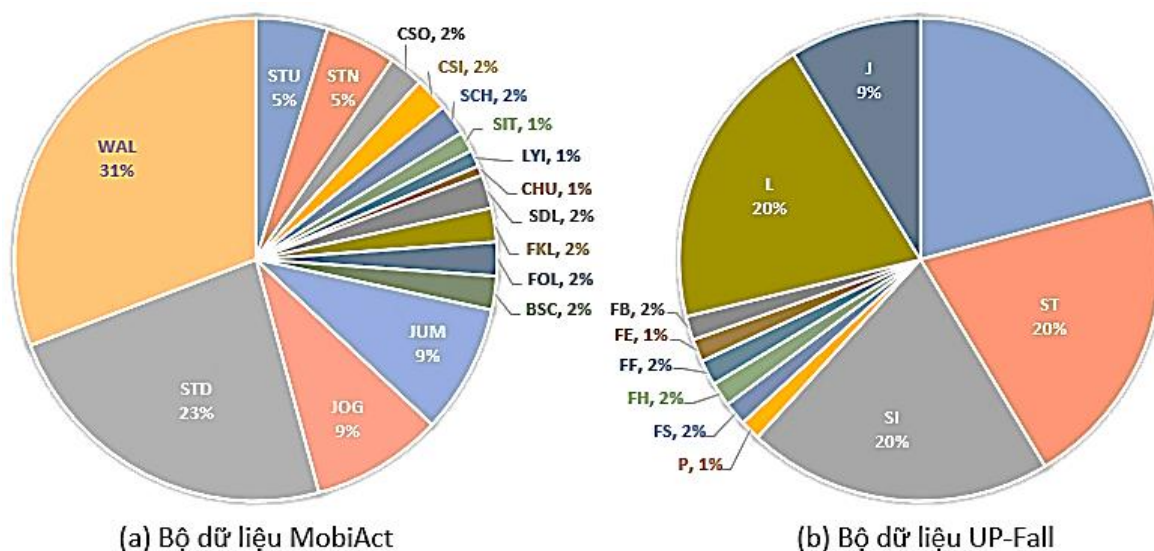 STU
5%
STN
5%
CSO, 2%
CSI, 2%
SCH, 2%
SIT, 1%
LYI, 1%
CHU, 1%
SDL, 2%
FKL, 2%
FOL, 2%
BSC, 2%
JUM
9%
JOG
9%
STD
23%
WAL
31%
(a) Bộ dữ liệu MobiAct
J
9%
ST
20%
SI
20%
P, 1%
FS, 2%
FH, 2%
FF, 2%
FE, 1%
FB, 2%
L
20%
(b) Bộ dữ liệu UP-Fall